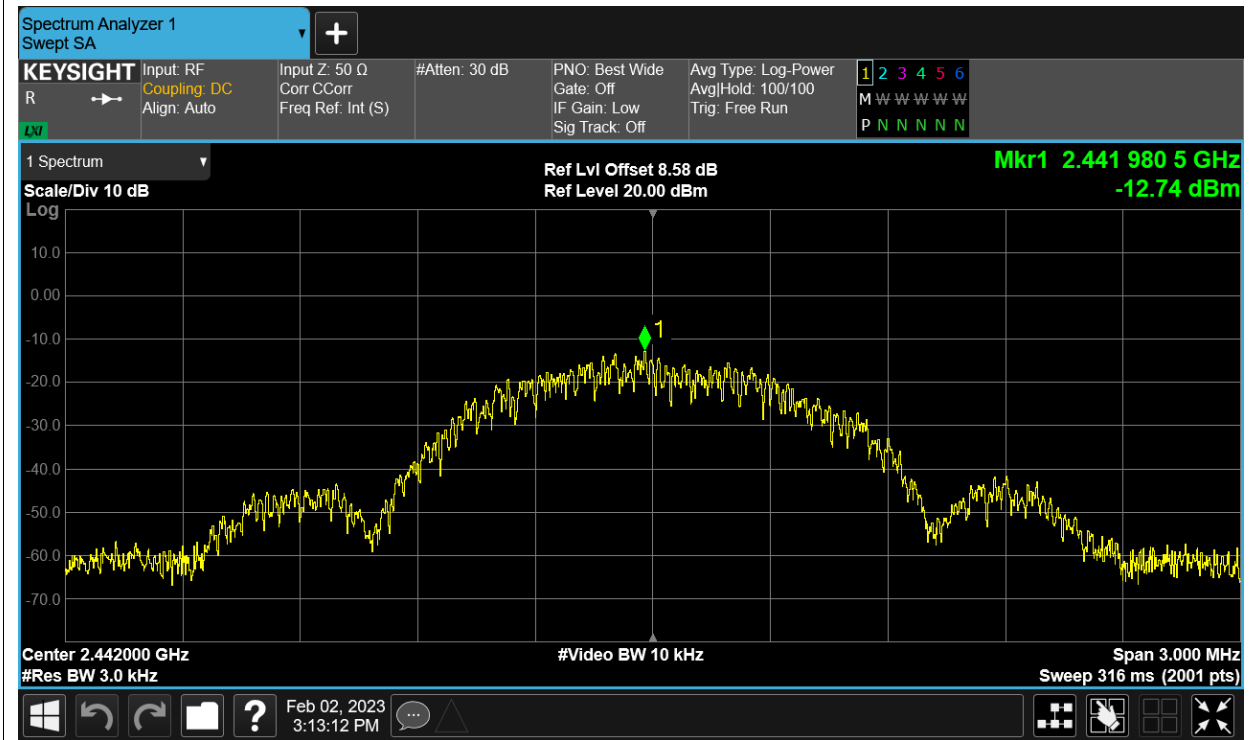 Spectrum Analyzer 1
Swept SA
KEYSIGHT
R
LXI
Input: RF
Coupling: DC
Align: Auto
Input Z: 50 Ω
Corr CCorr
Freq Ref: Int (S)
#Atten: 30 dB
PNO: Best Wide
Gate: Off
IF Gain: Low
Sig Track: Off
Avg Type: Log-Power
Avg|Hold: 100/100
Trig: Free Run
1 2 3 4 5 6
M W W W W W
P N N N N N
1 Spectrum
Scale/Div 10 dB
Log
Ref Lvl Offset 8.58 dB
Ref Level 20.00 dBm
Mkr1 2.441 980 5 GHz
-12.74 dBm
10.0
0.00
-10.0
-20.0
-30.0
-40.0
-50.0
-60.0
-70.0
1
Center 2.442000 GHz
#Res BW 3.0 kHz
#Video BW 10 kHz
Span 3.000 MHz
Sweep 316 ms (2001 pts)
?
Feb 02, 2023
3:13:12 PM